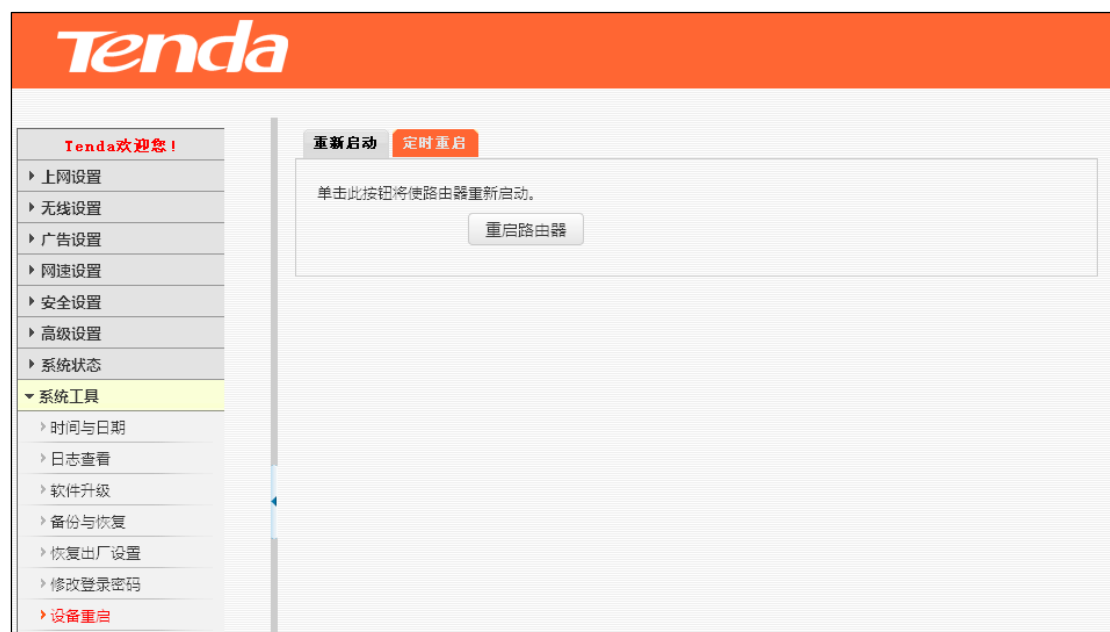 Tenda
Tenda欢迎您！
上网设置
无线设置
广告设置
网速设置
安全设置
高级设置
系统状态
系统工具
时间与日期
日志查看
软件升级
备份与恢复
恢复出厂设置
修改登录密码
设备重启
重新启动 定时重启
单击此按钮将使路由器重新启动。
重启路由器